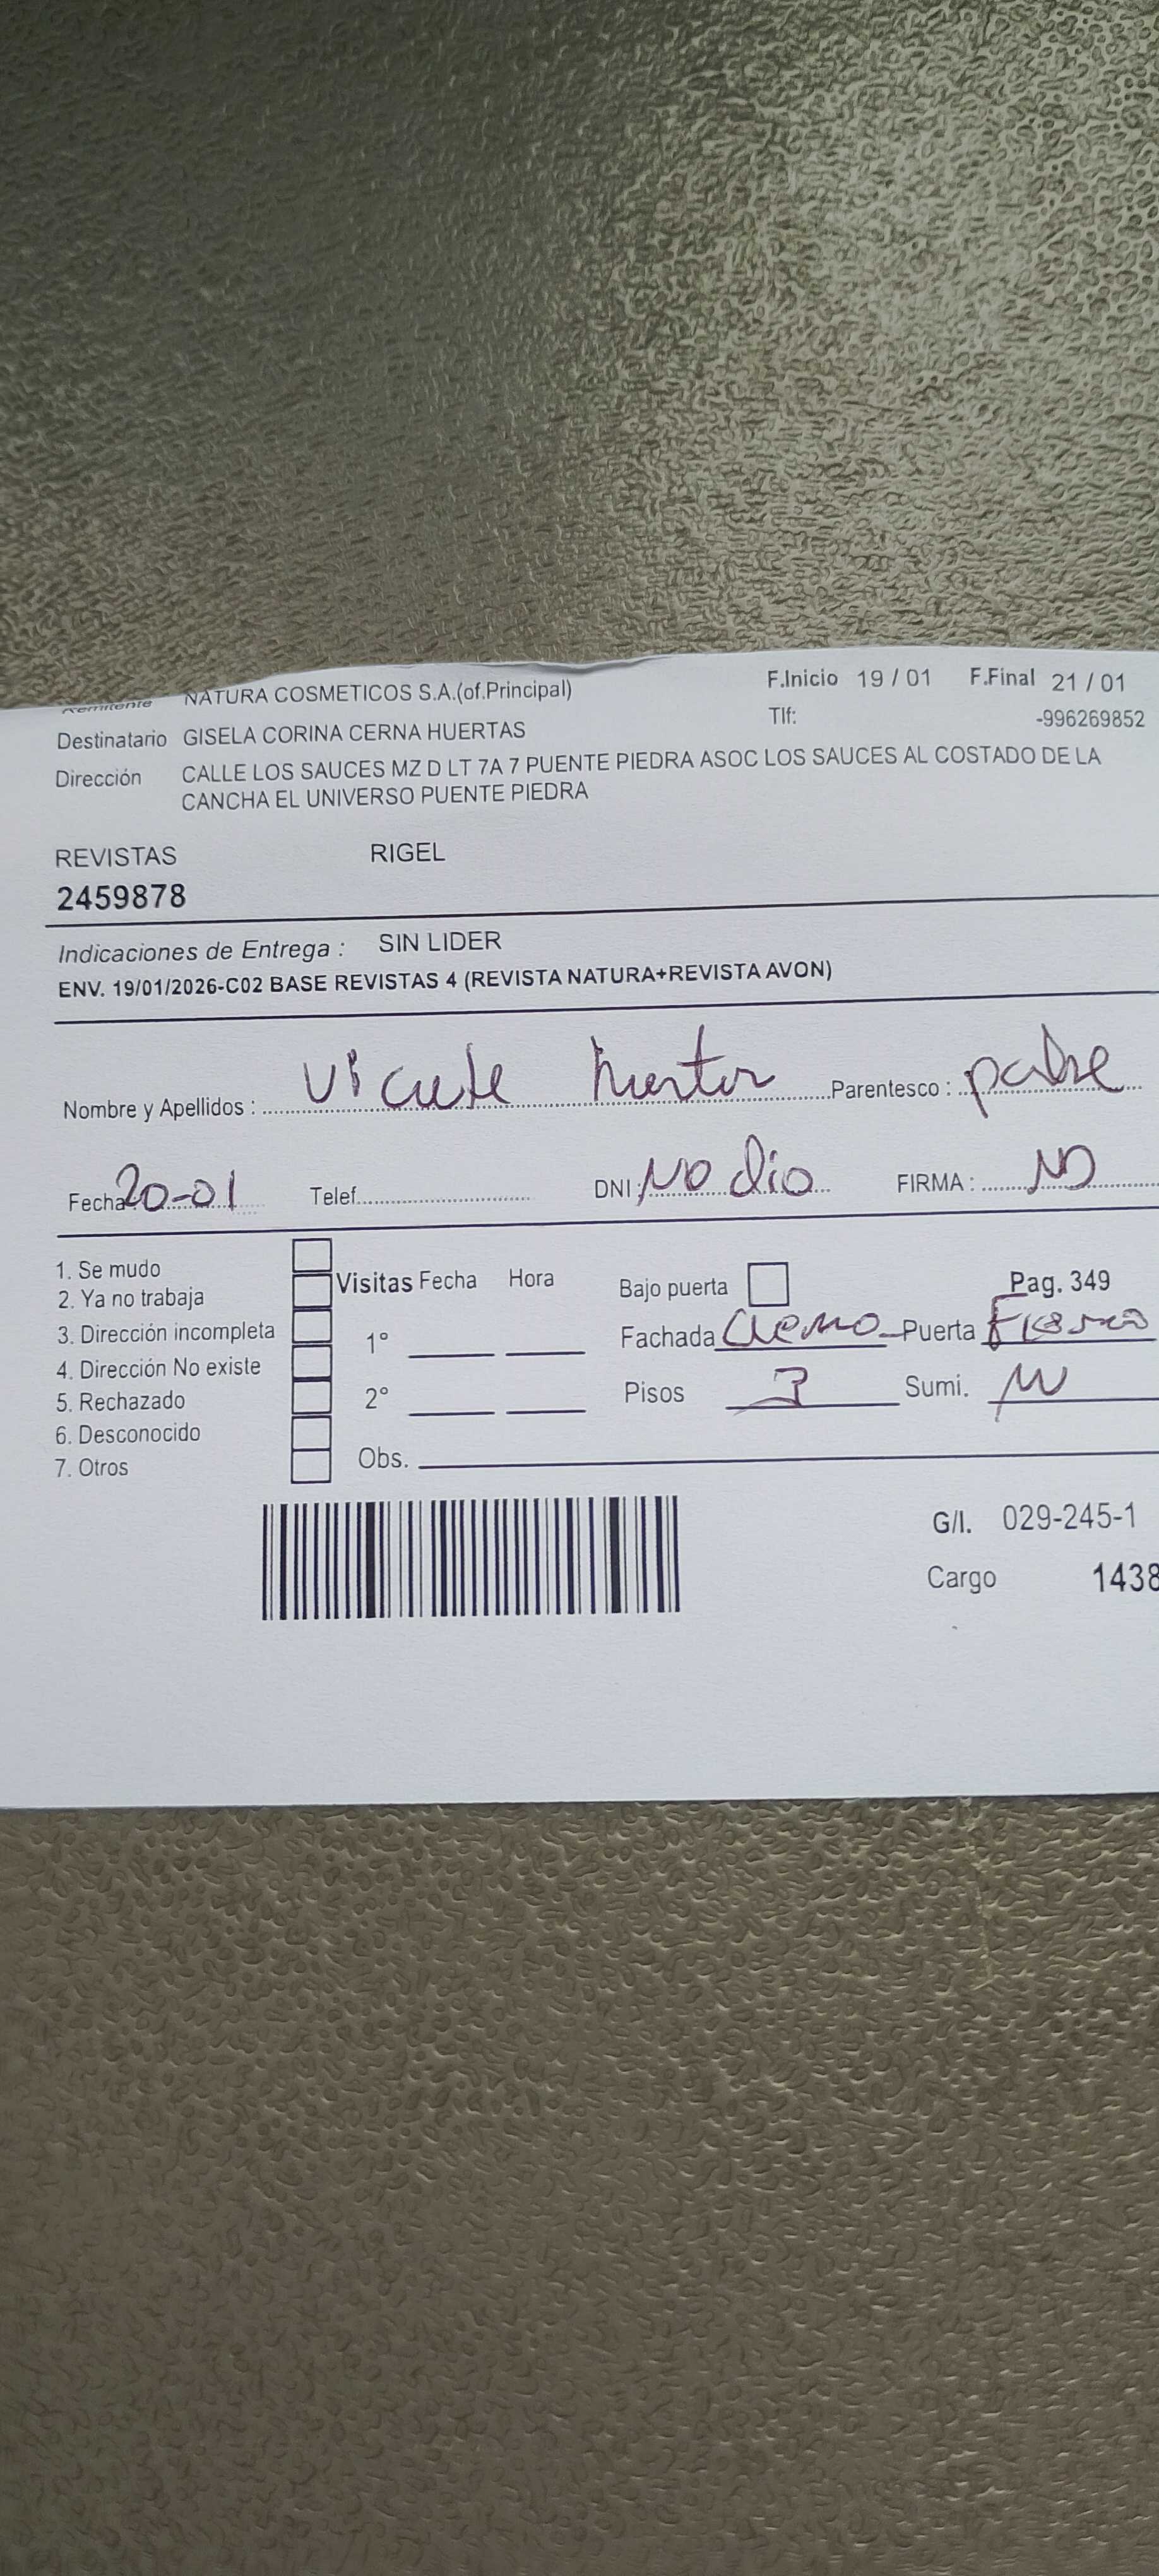 Remitente NATURA COSMETICOS S.A.(of.Principal) F.Inicio 19 / 01 F.Final 21 / 01
Destinatario GISELA CORINA CERNA HUERTAS Tlf: -996269852
Dirección CALLE LOS SAUCES MZ D LT 7A 7 PUENTE PIEDRA ASOC LOS SAUCES AL COSTADO DE LA
CANCHA EL UNIVERSO PUENTE PIEDRA
REVISTAS RIGEL
2459878
Indicaciones de Entrega : SIN LIDER
ENV. 19/01/2026-C02 BASE REVISTAS 4 (REVISTA NATURA+REVISTA AVON)
Nombre y Apellidos : Parentesco : padre
Fecha 20-01 Telef. DNI: NO dio FIRMA : NO
1. Se mudo
2. Ya no trabaja
3. Dirección incompleta
4. Dirección No existe
5. Rechazado
6. Desconocido
7. Otros
Visitas Fecha Hora
1°
2°
Obs.
Bajo puerta Pag. 349
Fachada Puerta
Pisos 3 Sumi.
G/I. 029-245-1
Cargo 1438